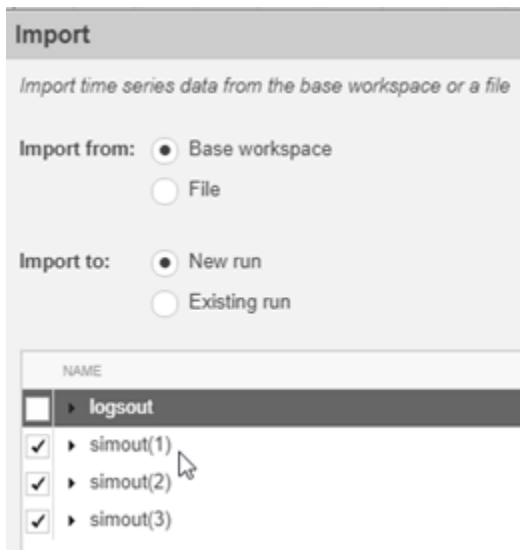 Import
Import time series data from the base workspace or a file
Import from: Base workspace
File
Import to: New run
Existing run
NAME
logsout
simout(1)
simout(2)
simout(3)